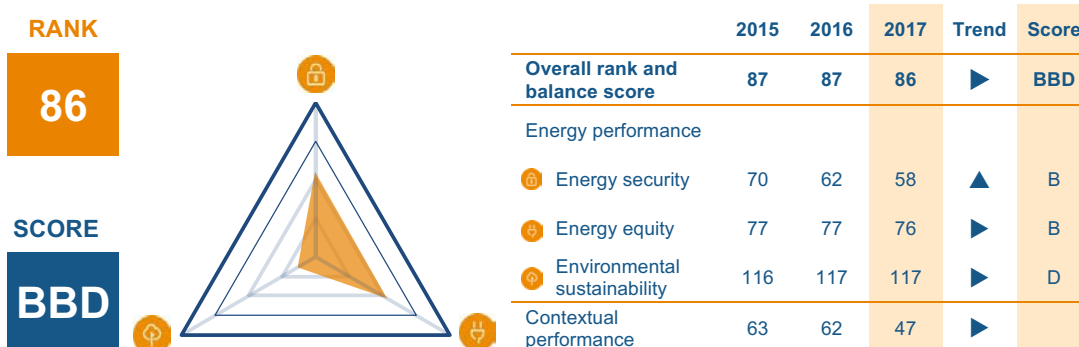 RANK
86
SCORE
BBD
2015 2016 2017 Trend Score
Overall rank and
balance score 87 87 86 BBD
Energy performance
Energy security 70 62 58 B
Energy equity 77 77 76 B
Environmental
sustainability 116 117 117 D
Contextual
performance 63 62 47